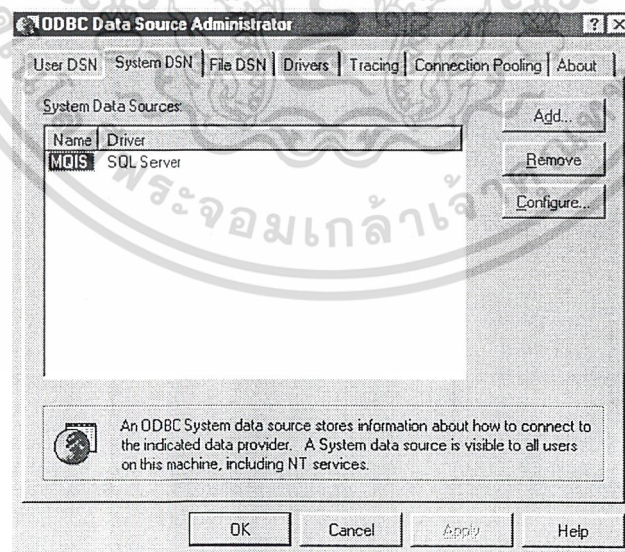 ODBC Data Source Administrator
User DSN System DSN File DSN Drivers Tracing Connection Pooling About
System Data Sources:
Name Driver
MQIS SQL Server
Add...
Remove
Configure...
An ODBC System data source stores information about how to connect to
the indicated data provider. A System data source is visible to all users
on this machine, including NT services.
OK Cancel Apply Help
พระจอมเกล้าเจ้า